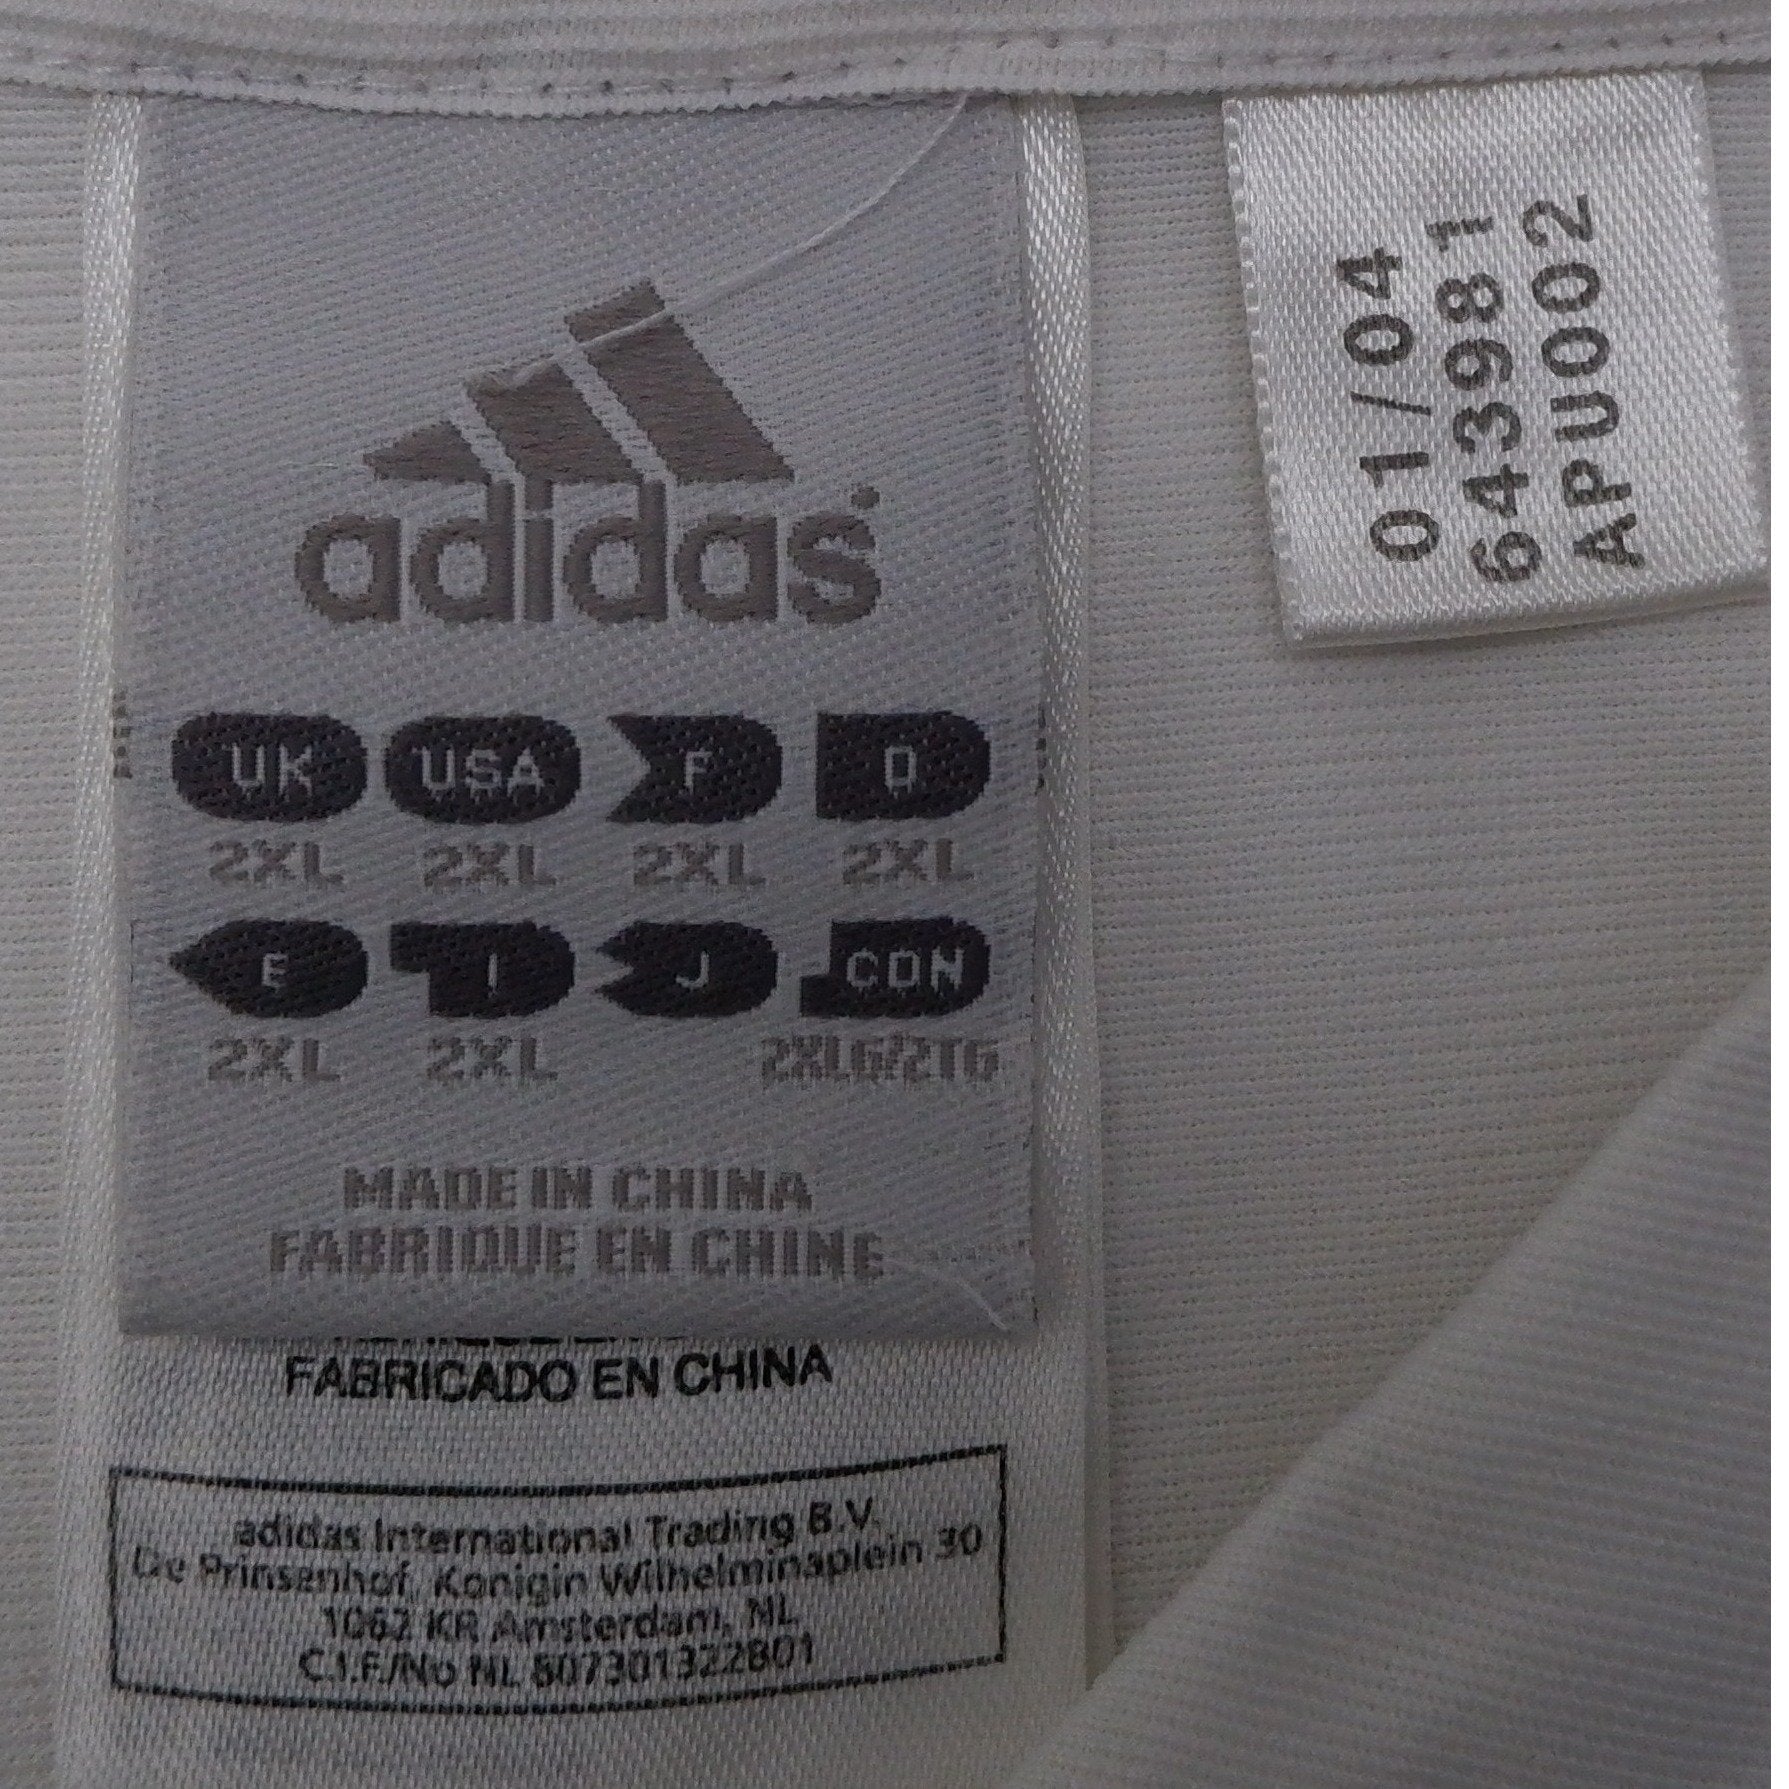 adidas
UK USA F D
2XL 2XL 2XL 2XL
E I J CDN
2XL 2XL 2XLG/2TG
MADE IN CHINA
FABRIQUE EN CHINE
FABRICADO EN CHINA
adidas International Trading B.V.
De Prinsenhof, Konigin Wilhelminaplein 30
1062 KR Amsterdam, NL
C.I.F./No NL 807301322B01
01/04
643981
APU002